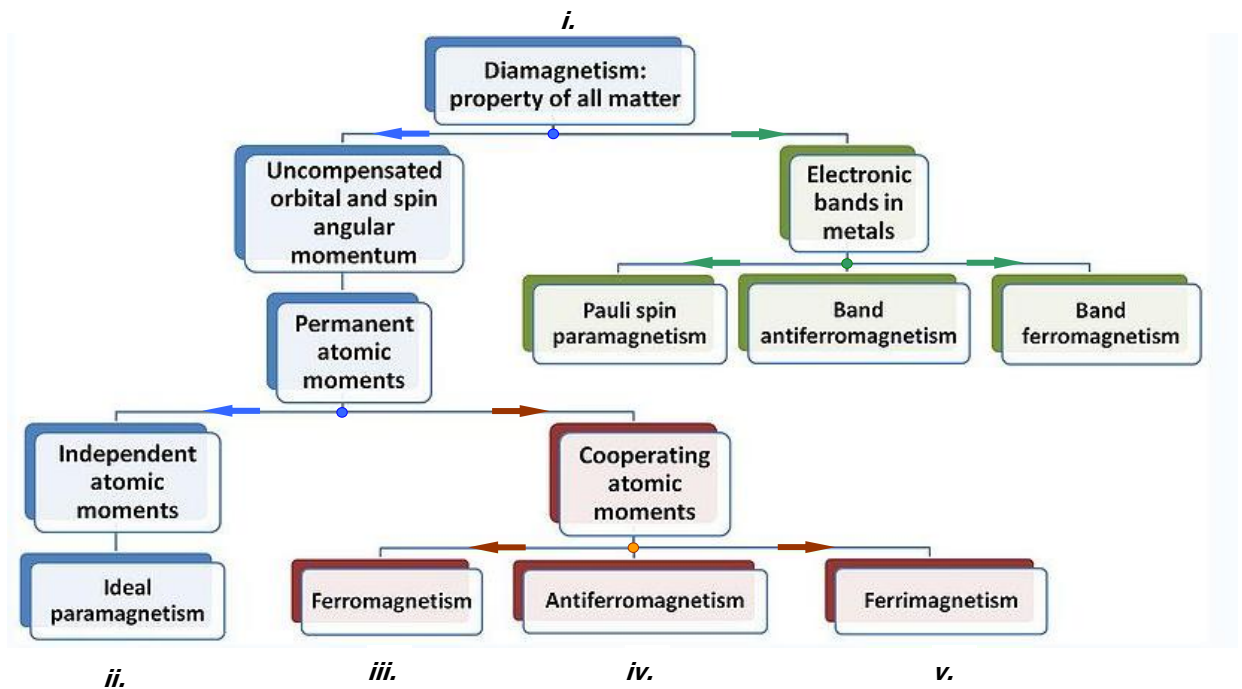 i.
Diamagnetism:
property of all matter
Uncompensated
orbital and spin
angular
momentum
Electronic
bands in
metals
Permanent
atomic
moments
Pauli spin
paramagnetism
Band
antiferromagnetism
Band
ferromagnetism
Independent
atomic
moments
Cooperating
atomic
moments
Ideal
paramagnetism
Ferromagnetism
Antiferromagnetism
Ferrimagnetism
ii.
iii.
iv.
v.